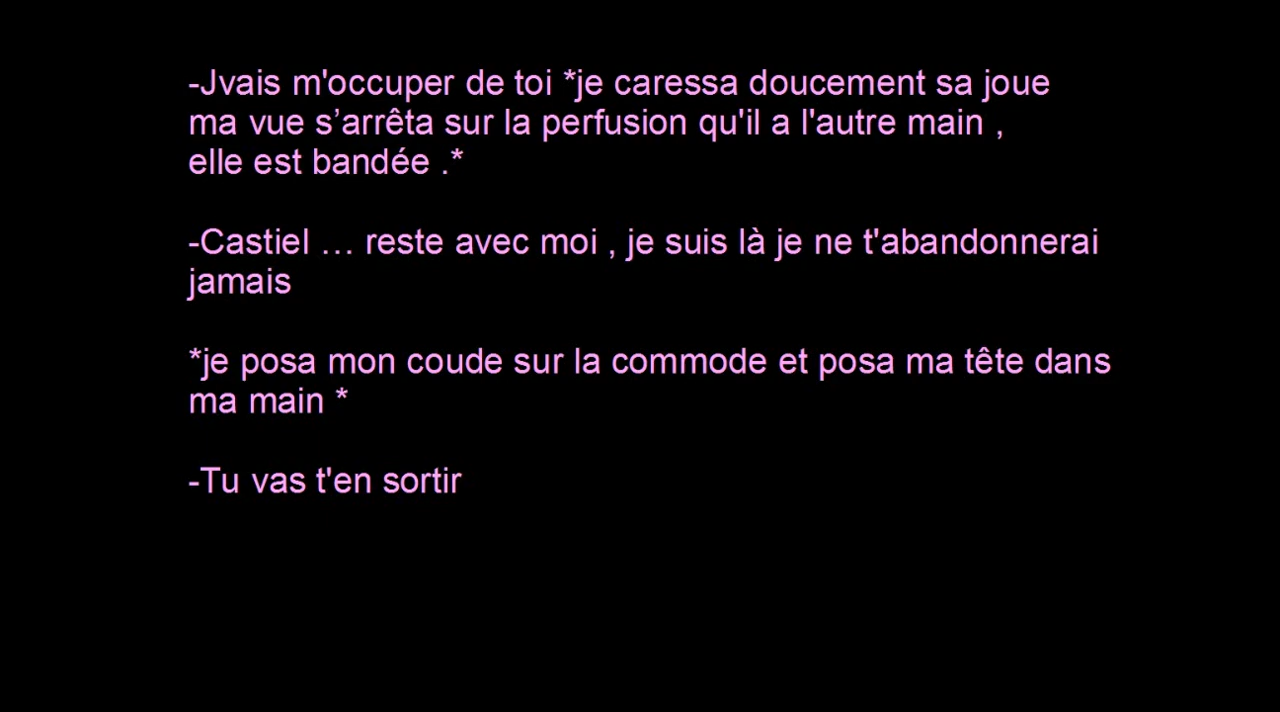 -Jvais m'occuper de toi *je caressa doucement sa joue
ma vue s’arrêta sur la perfusion qu'il a l'autre main ,
elle est bandée .*
-Castiel … reste avec moi , je suis là je ne t'abandonnerai
jamais
*je posa mon coude sur la commode et posa ma tête dans
ma main *
-Tu vas t'en sortir